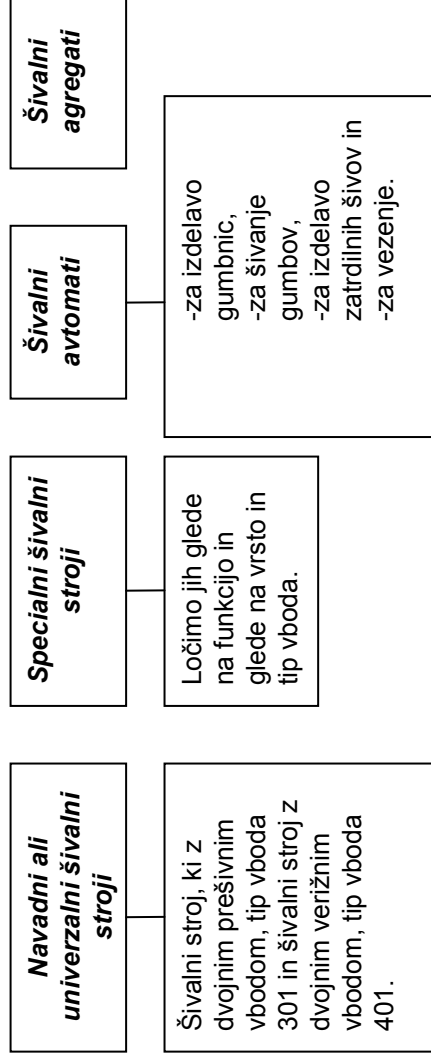 Navadni ali
univerzalni šivalni
stroji
Šivalni stroj, ki z
dvojnim prešivnim
vbodom, tip vboda
301 in šivalni stroj z
dvojnim verižnim
vbodom, tip vboda
401.
Specialni šivalni
stroji
Ločimo jih glede
na funkcijo in
glede na vrsto in
tip vboda.
Šivalni
avtomati
-za izdelavo
gumbnic,
-za šivanje
gumbov,
-za izdelavo
zatrdilnih šivov in
-za vezenje.
Šivalni
agregati